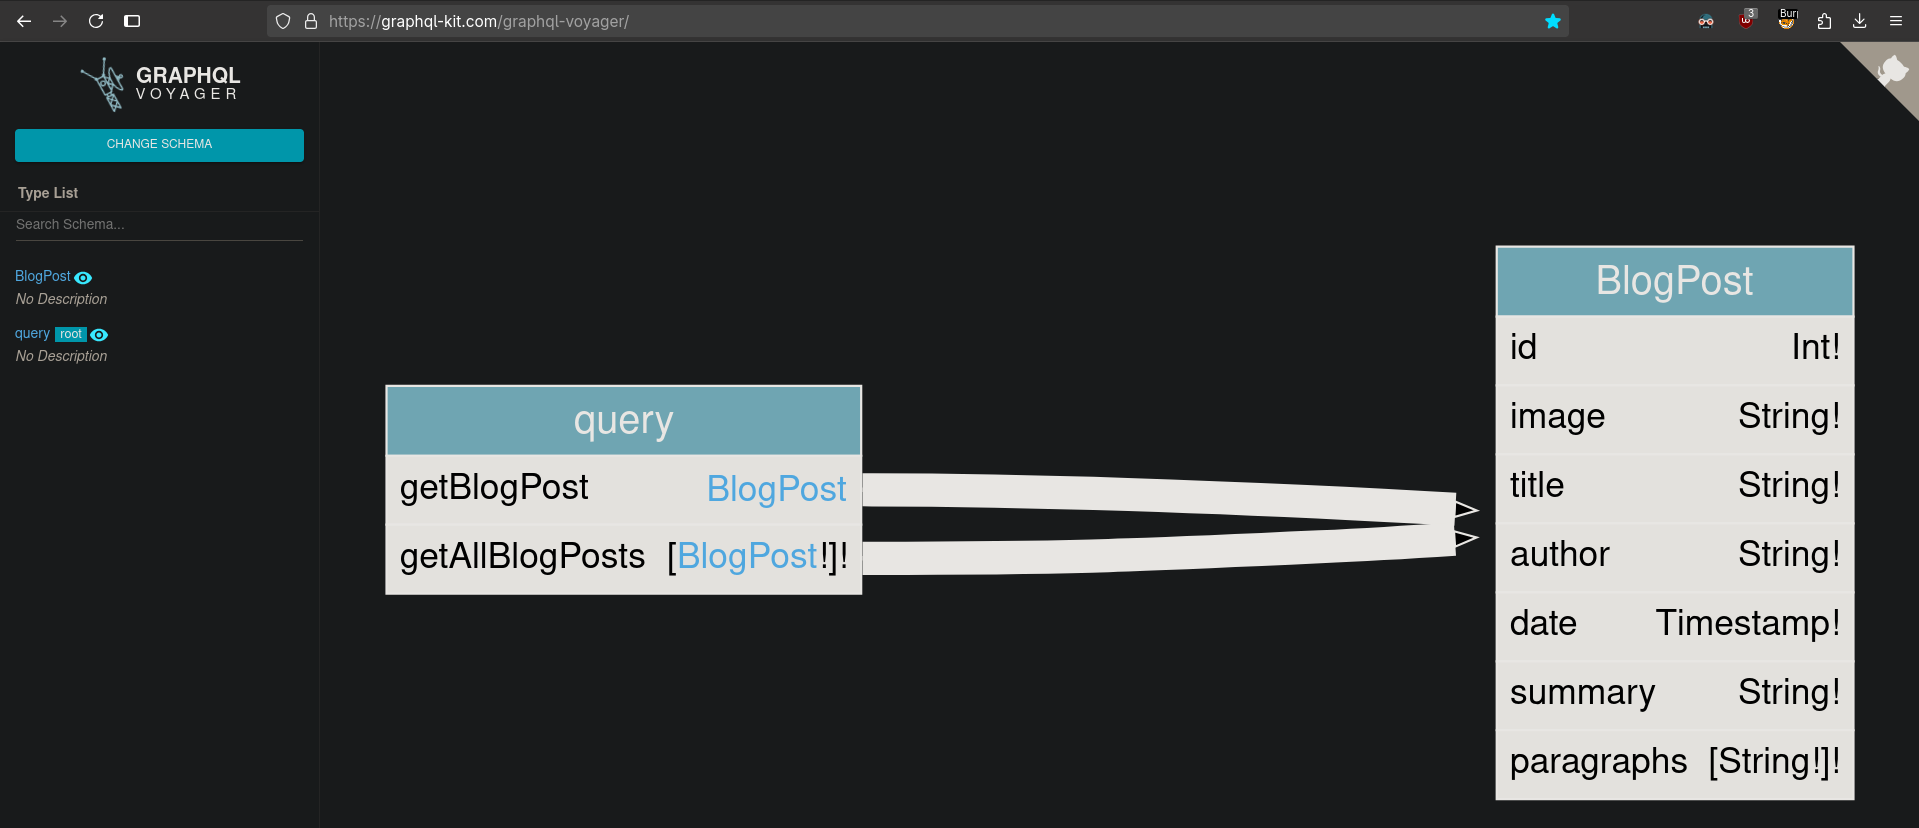 https://graphql-kit.com/graphql-voyager/
3
Bur
GRAPHQL
VOYAGER
CHANGE SCHEMA
Type List
Search Schema...
BlogPost
No Description
query root
No Description
query
getBlogPost BlogPost
getAllBlogPosts [BlogPost!]!
BlogPost
id Int!
image String!
title String!
author String!
date Timestamp!
summary String!
paragraphs [String!]!